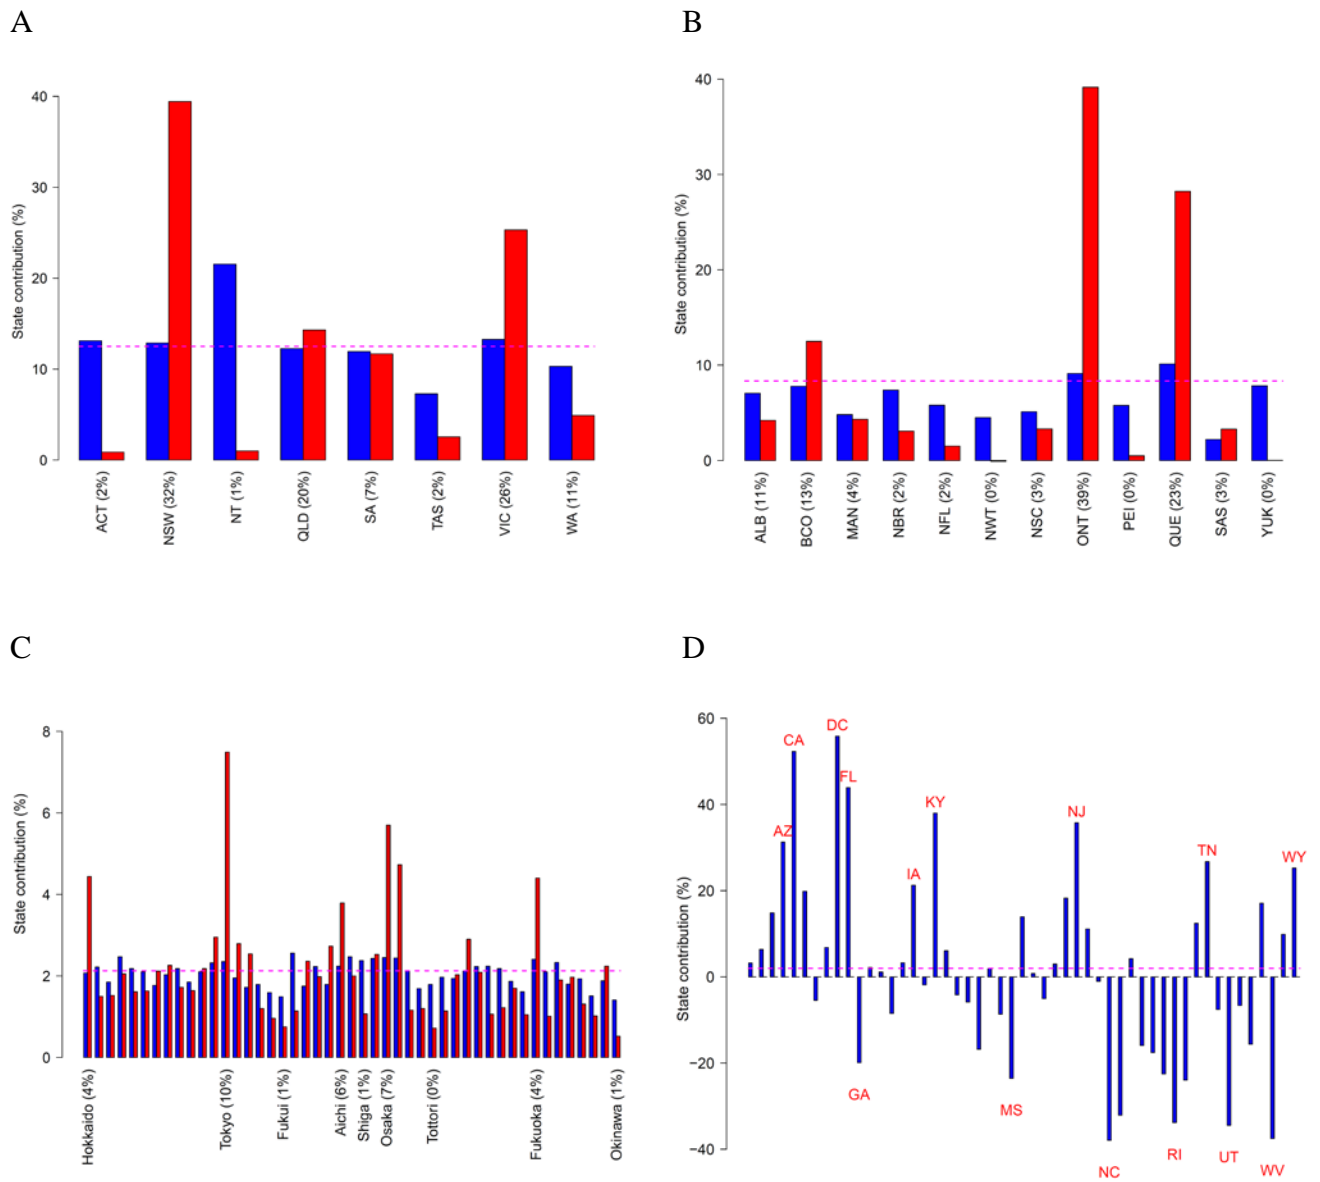 A
State contribution (%)
40
30
20
10
0
ACT (2%)
NSW (32%)
NT (1%)
QLD (20%)
SA (7%)
TAS (2%)
VIC (26%)
WA (11%)
B
State contribution (%)
40
30
20
10
0
ALB (11%)
BCO (13%)
MAN (4%)
NBR (2%)
NFL (2%)
NWT (0%)
NSC (3%)
ONT (39%)
PEI (0%)
QUE (23%)
SAS (3%)
YUK (0%)
C
State contribution (%)
8
6
4
2
0
Hokkaido (4%)
Tokyo (10%)
Fukui (1%)
Aichi (6%)
Shiga (1%)
Osaka (7%)
Tottori (0%)
Fukuoka (4%)
Okinawa (1%)
D
State contribution (%)
60
40
20
0
−20
−40
AZ
CA
DC
FL
GA
IA
KY
MS
NJ
NC
RI
TN
UT
WV
WY